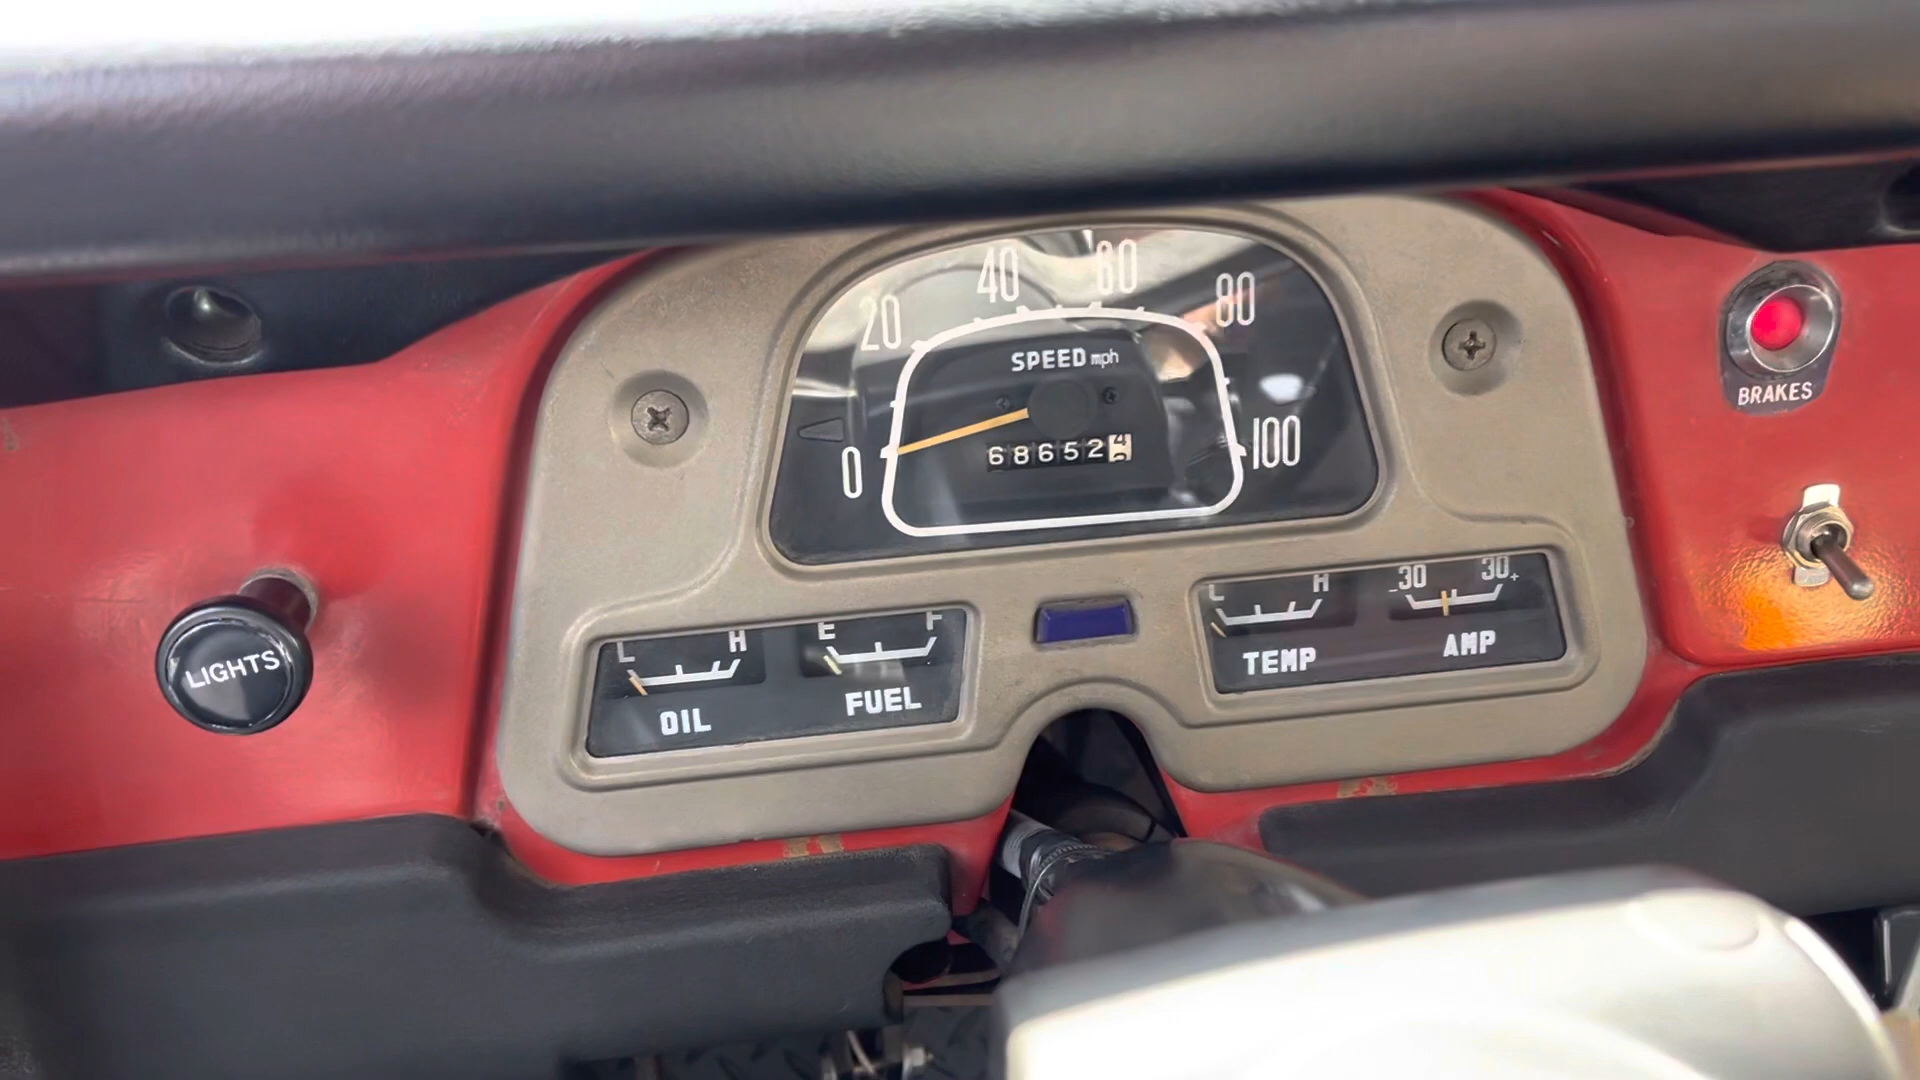 20 40 60 80
SPEED mph
0 100
68652
BRAKES
LIGHTS
L H E F
OIL FUEL
L H -30 30+
TEMP AMP